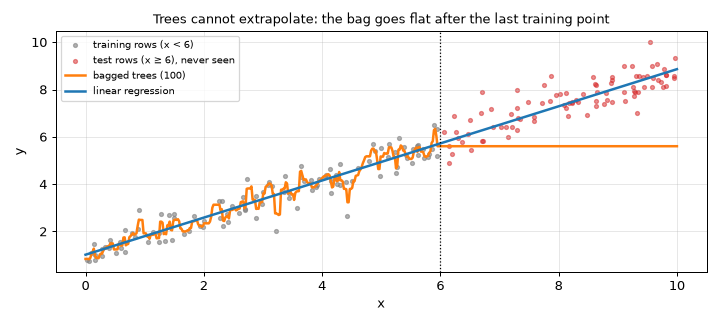 Trees cannot extrapolate: the bag goes flat after the last training point
training rows (x < 6)
test rows (x ≥ 6), never seen
bagged trees (100)
linear regression
y
10
8
6
4
2
0
2
4
6
8
10
x